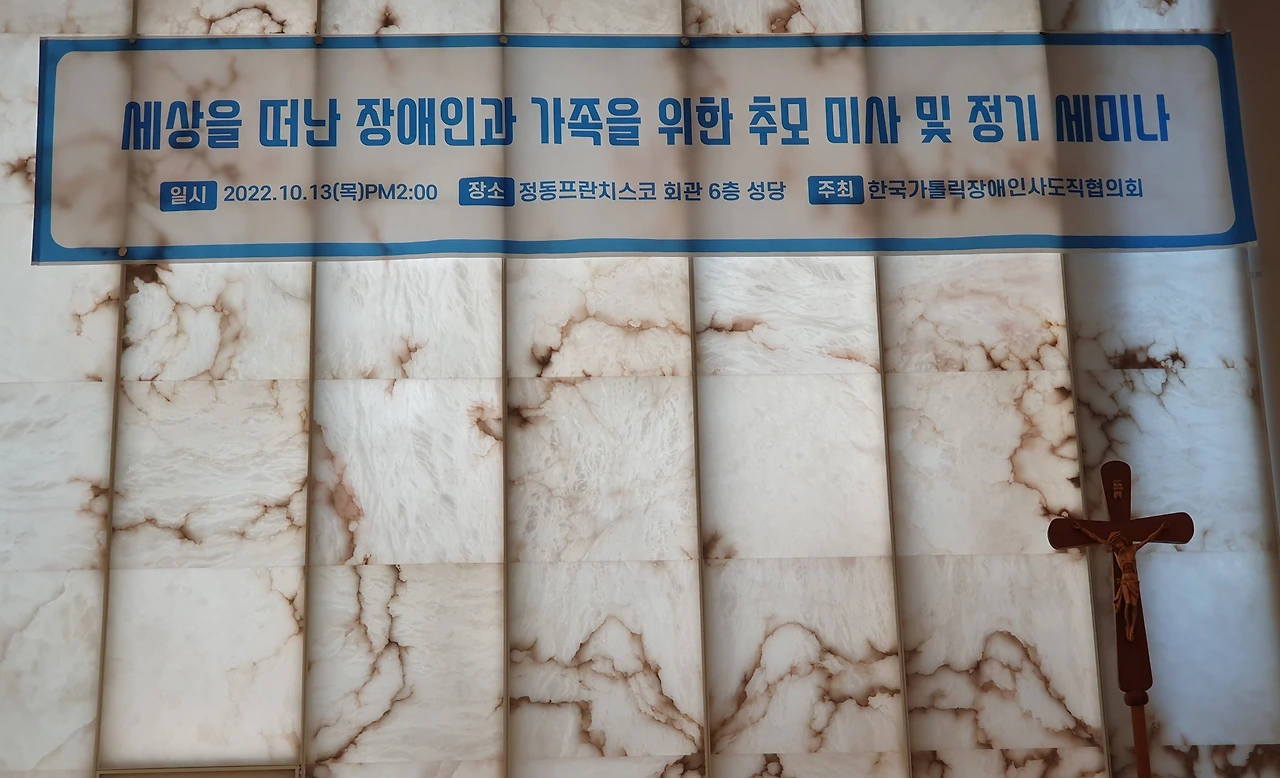 세상을 떠난 장애인과 가족을 위한 추모 미사 및 정기 세미나
일시 2022.10.13(목)PM2:00 장소 정동프란치스코 회관 6층 성당 주최 한국가톨릭장애인사도직협의회